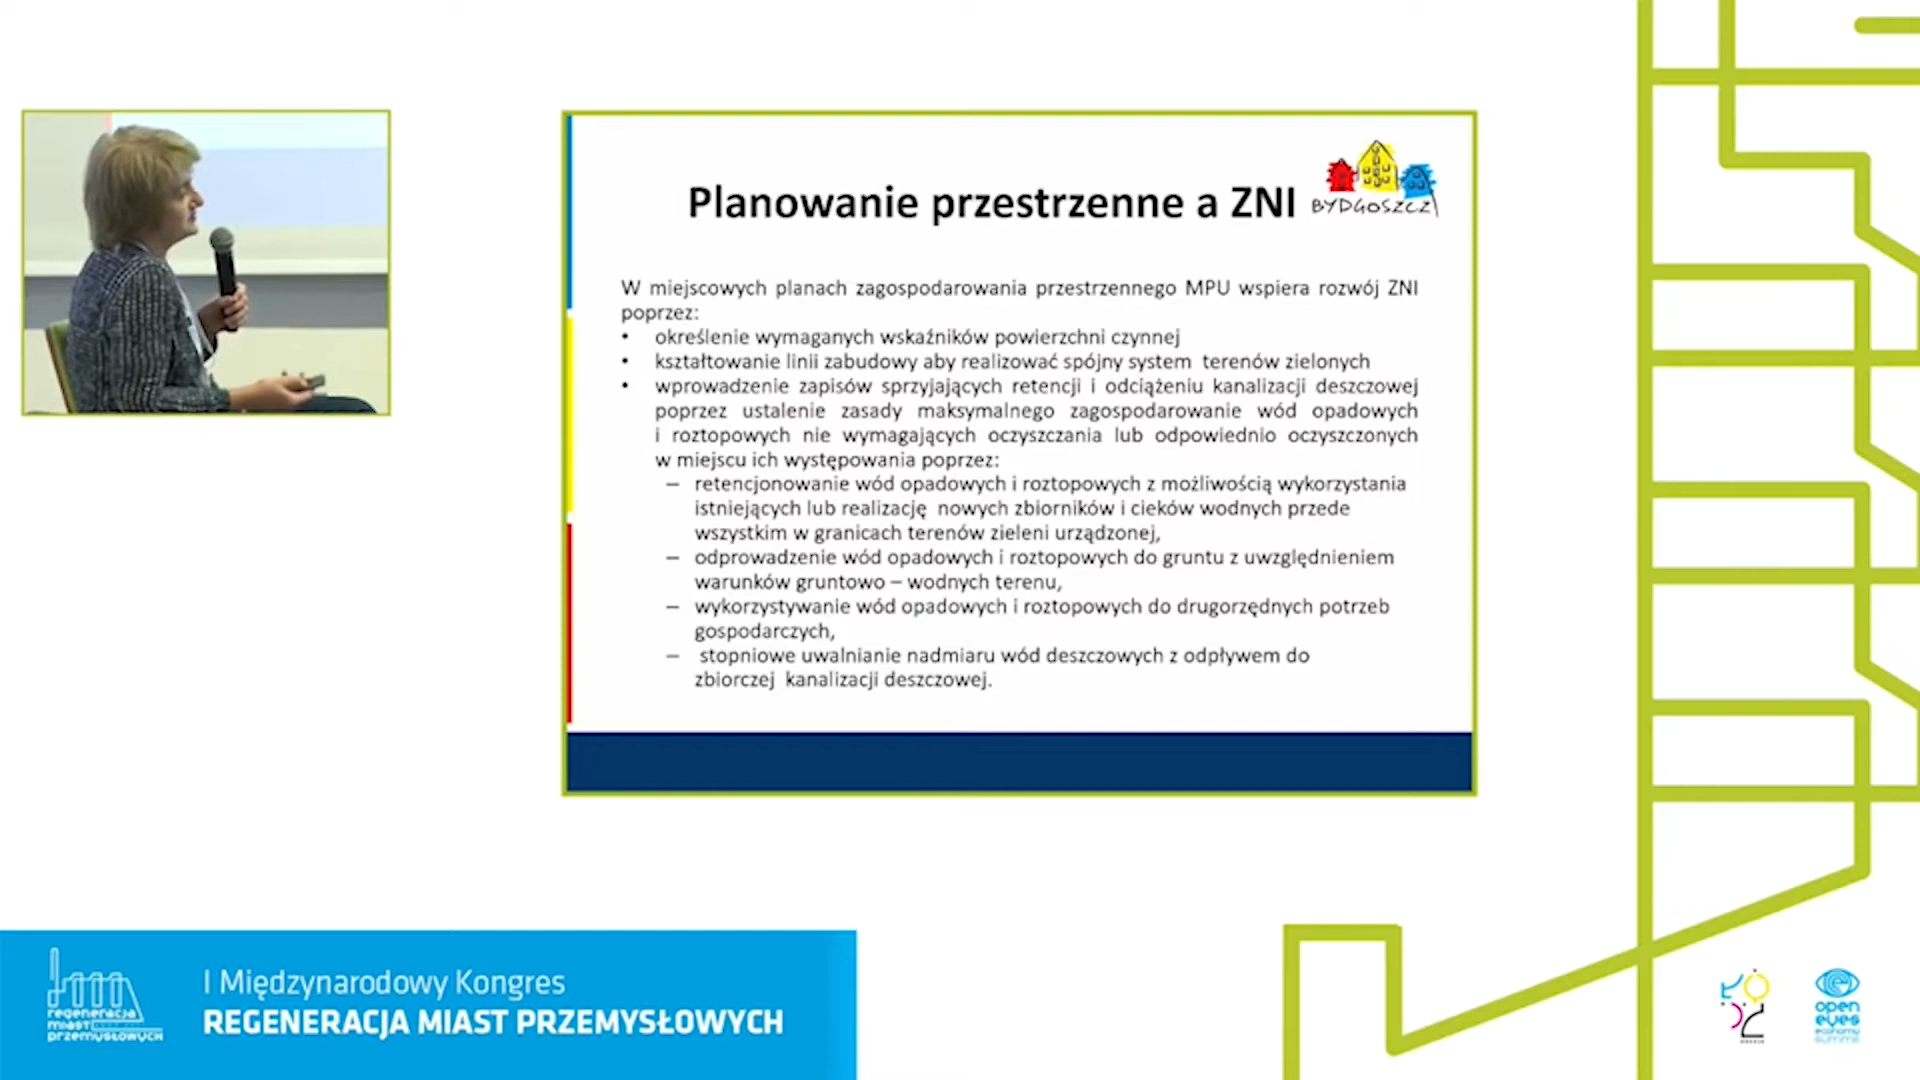 Planowanie przestrzenne a ZNI
BYDGOSZCZ
W miejscowych planach zagospodarowania przestrzennego MPU wspiera rozwój ZNI
poprzez:
• określenie wymaganych wskaźników powierzchni czynnej
• kształtowanie linii zabudowy aby realizować spójny system terenów zielonych
• wprowadzenie zapisów sprzyjających retencji i odciążeniu kanalizacji deszczowej
poprzez ustalenie zasady maksymalnego zagospodarowanie wód opadowych
i roztopowych nie wymagających oczyszczania lub odpowiednio oczyszczonych
w miejscu ich występowania poprzez:
– retencjonowanie wód opadowych i roztopowych z możliwością wykorzystania
istniejących lub realizację nowych zbiorników i cieków wodnych przede
wszystkim w granicach terenów zieleni urządzonej,
– odprowadzenie wód opadowych i roztopowych do gruntu z uwzględnieniem
warunków gruntowo – wodnych terenu,
– wykorzystywanie wód opadowych i roztopowych do drugorzędnych potrzeb
gospodarczych,
– stopniowe uwalnianie nadmiaru wód deszczowych z odpływem do
zbiorczej kanalizacji deszczowej.
regeneracja
miast
przemysłowych
I Międzynarodowy Kongres
REGENERACJA MIAST PRZEMYSŁOWYCH
open
eyes
economy
summit